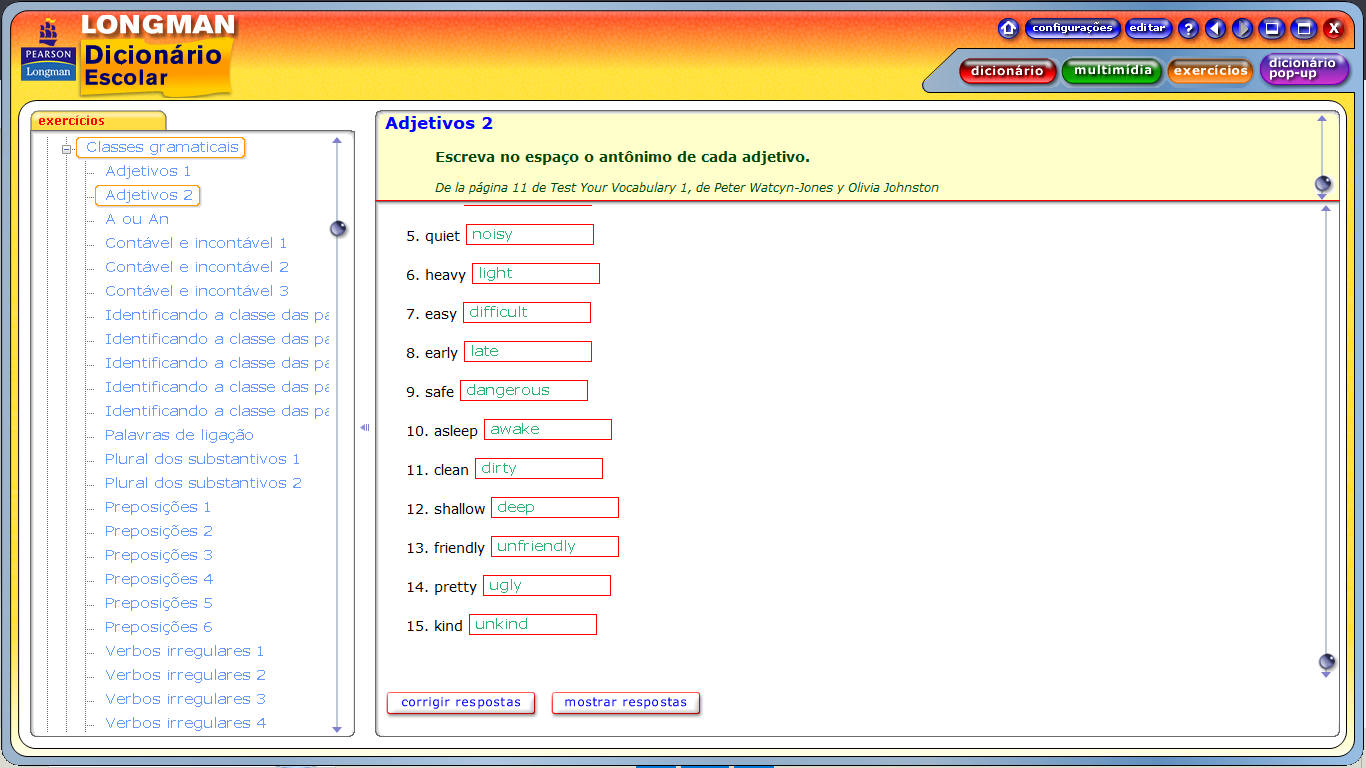 LONGMAN
Dicionário
Escolar
PEARSON
Longman
configurações editar ? X
dicionário multimídia exercícios dicionário pop-up
exercícios
Classes gramaticais
Adjetivos 1
Adjetivos 2
A ou An
Contável e incontável 1
Contável e incontável 2
Contável e incontável 3
Identificando a classe das pa
Identificando a classe das pa
Identificando a classe das pa
Identificando a classe das pa
Identificando a classe das pa
Palavras de ligação
Plural dos substantivos 1
Plural dos substantivos 2
Preposições 1
Preposições 2
Preposições 3
Preposições 4
Preposições 5
Preposições 6
Verbos irregulares 1
Verbos irregulares 2
Verbos irregulares 3
Verbos irregulares 4
Adjetivos 2
Escreva no espaço o antônimo de cada adjetivo.
De la página 11 de Test Your Vocabulary 1, de Peter Watcyn-Jones y Olivia Johnston
5. quiet noisy
6. heavy light
7. easy difficult
8. early late
9. safe dangerous
10. asleep awake
11. clean dirty
12. shallow deep
13. friendly unfriendly
14. pretty ugly
15. kind unkind
corrigir respostas mostrar respostas